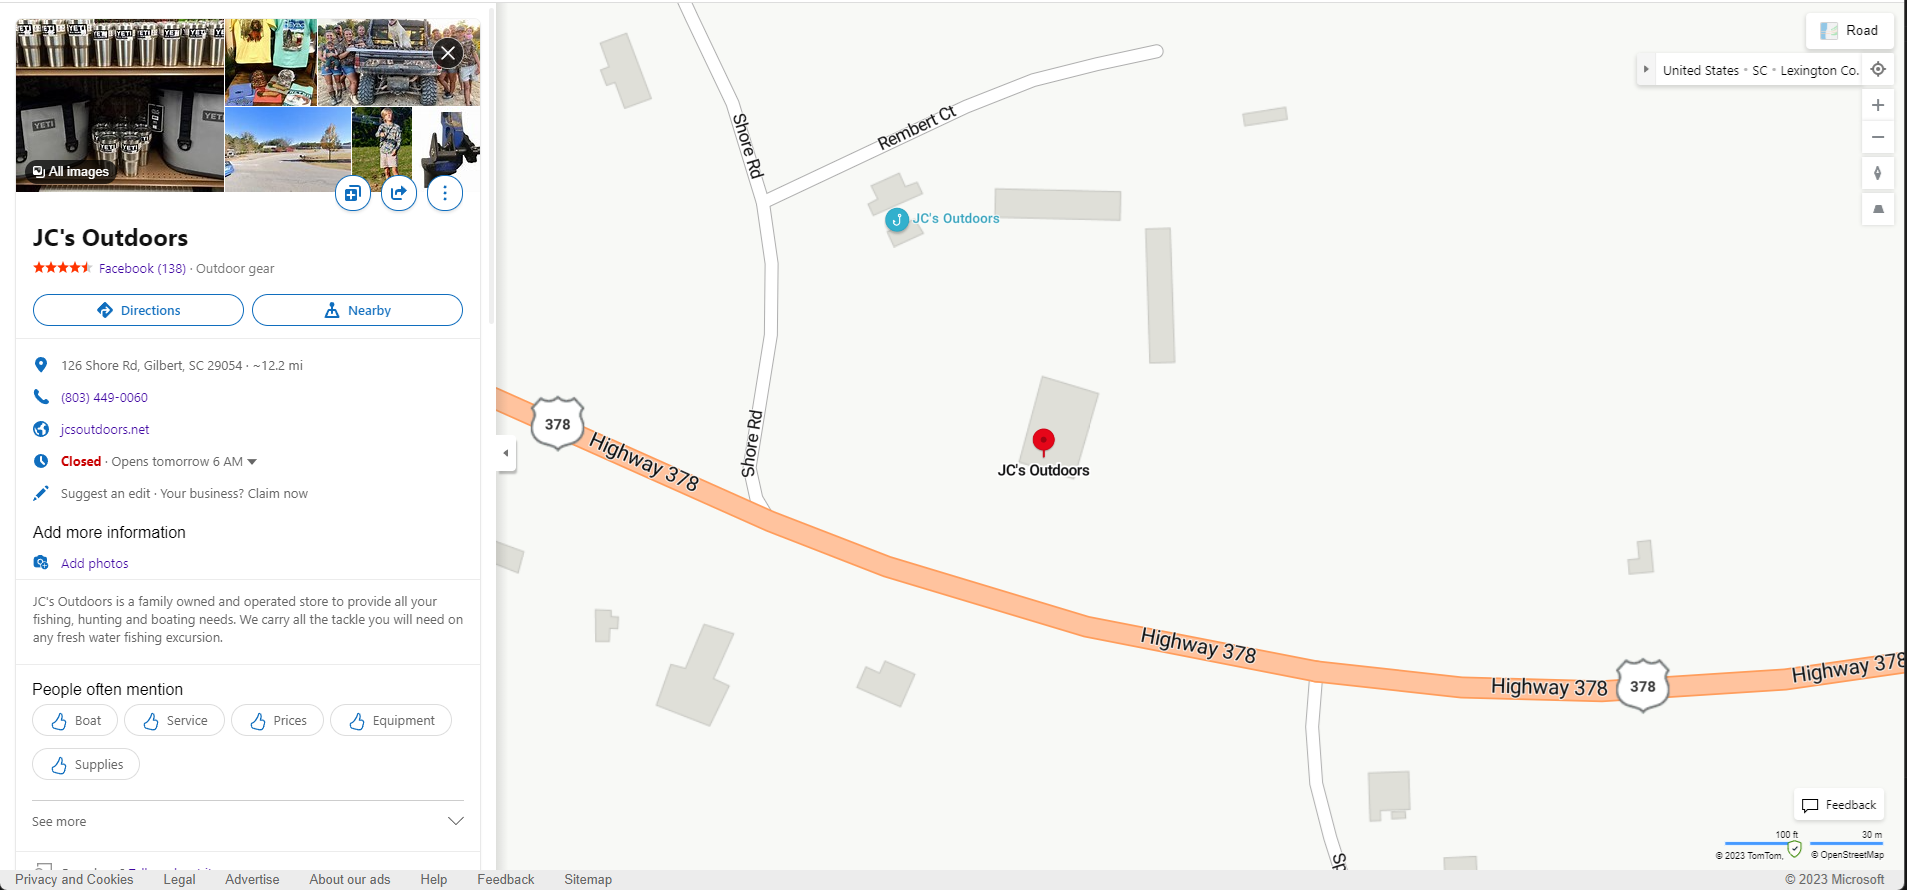 YETI
YETI
All images
JC's Outdoors
Facebook (138) · Outdoor gear
Directions
Nearby
126 Shore Rd, Gilbert, SC 29054 · ~12.2 mi
(803) 449-0060
jcsoutdoors.net
Closed · Opens tomorrow 6 AM
Suggest an edit · Your business? Claim now
Add more information
Add photos
JC's Outdoors is a family owned and operated store to provide all your
fishing, hunting and boating needs. We carry all the tackle you will need on
any fresh water fishing excursion.
People often mention
Boat
Service
Prices
Equipment
Supplies
See more
Road
United States • SC • Lexington Co.
Shore Rd
Rembert Ct
JC's Outdoors
378
Highway 378
Shore Rd
JC's Outdoors
Highway 378
Highway 378
378
Highway 378
Feedback
100 ft
30 m
© 2023 TomTom,
© OpenStreetMap
Privacy and Cookies
Legal
Advertise
About our ads
Help
Feedback
Sitemap
© 2023 Microsoft